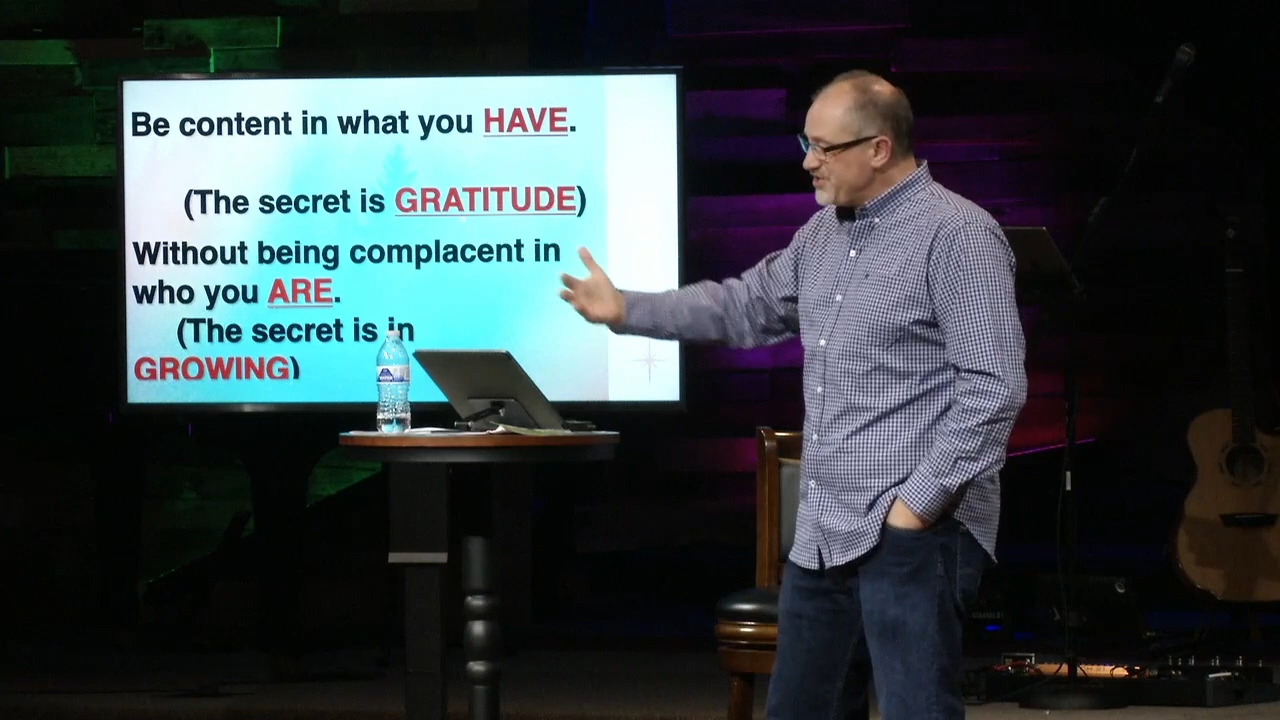 Be content in what you HAVE.
(The secret is GRATITUDE)
Without being complacent in
who you ARE.
(The secret is in
GROWING)